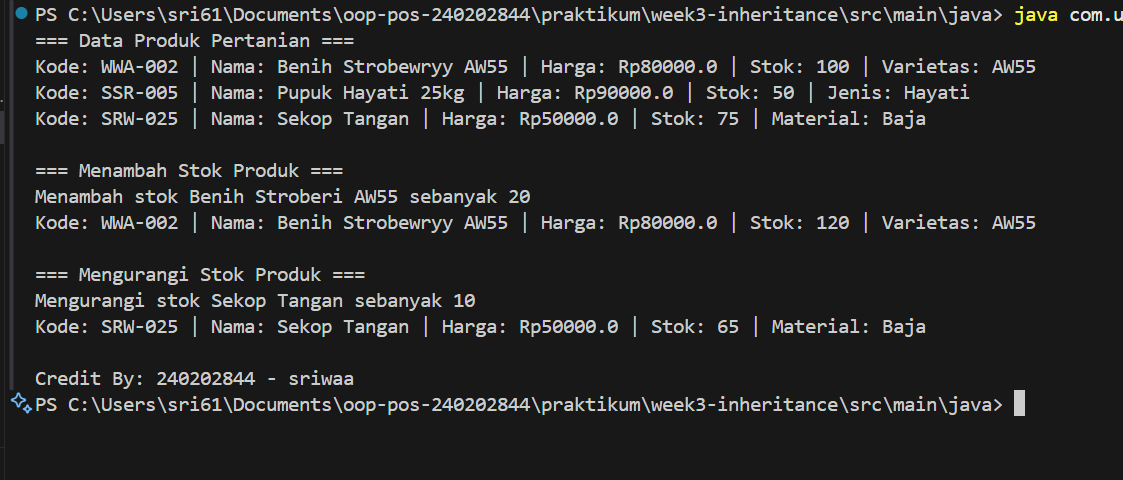 PS C:\Users\sri61\Documents\oop-pos-240202844\praktikum\week3-inheritance\src\main\java> java com.u
=== Data Produk Pertanian ===
Kode: WWA-002 | Nama: Benih Strobewryy AW55 | Harga: Rp80000.0 | Stok: 100 | Varietas: AW55
Kode: SSR-005 | Nama: Pupuk Hayati 25kg | Harga: Rp90000.0 | Stok: 50 | Jenis: Hayati
Kode: SRW-025 | Nama: Sekop Tangan | Harga: Rp50000.0 | Stok: 75 | Material: Baja
=== Menambah Stok Produk ===
Menambah stok Benih Stroberi AW55 sebanyak 20
Kode: WWA-002 | Nama: Benih Strobewryy AW55 | Harga: Rp80000.0 | Stok: 120 | Varietas: AW55
=== Mengurangi Stok Produk ===
Mengurangi stok Sekop Tangan sebanyak 10
Kode: SRW-025 | Nama: Sekop Tangan | Harga: Rp50000.0 | Stok: 65 | Material: Baja
Credit By: 240202844 - sriwaa
PS C:\Users\sri61\Documents\oop-pos-240202844\praktikum\week3-inheritance\src\main\java>